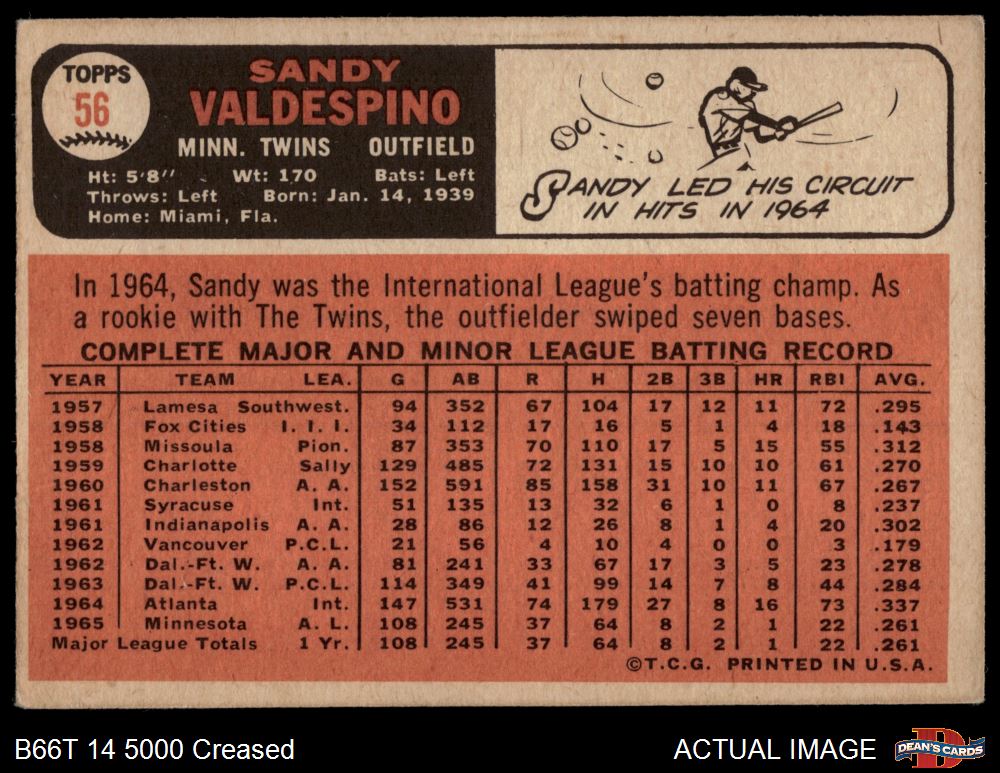 TOPPS
56
SANDY
VALDESPINO
MINN. TWINS OUTFIELD
Ht: 5'8" Wt: 170 Bats: Left
Throws: Left Born: Jan. 14, 1939
Home: Miami, Fla.
SANDY LED HIS CIRCUIT
IN HITS IN 1964
In 1964, Sandy was the International League's batting champ. As
a rookie with The Twins, the outfielder swiped seven bases.
COMPLETE MAJOR AND MINOR LEAGUE BATTING RECORD
YEAR TEAM LEA. G AB R H 2B 3B HR RBI AVG.
1957 Lamesa Southwest. 94 352 67 104 17 12 11 72 .295
1958 Fox Cities I. I. I. 34 112 17 16 5 1 4 18 .143
1958 Missoula Pion. 87 353 70 110 17 5 15 55 .312
1959 Charlotte Sally 129 485 72 131 15 10 10 61 .270
1960 Charleston A. A. 152 591 85 158 31 10 11 67 .267
1961 Syracuse Int. 51 135 13 32 6 1 0 8 .237
1961 Indianapolis A. A. 28 86 12 26 8 1 4 20 .302
1962 Vancouver P.C.L. 21 56 4 10 4 0 0 3 .179
1962 Dal.-Ft. W. A. A. 81 241 33 67 17 3 5 23 .278
1963 Dal.-Ft. W. P.C.L. 114 349 41 99 14 7 8 44 .284
1964 Atlanta Int. 147 531 74 179 27 8 16 73 .337
1965 Minnesota A. L. 108 245 37 64 8 2 1 22 .261
Major League Totals 1 Yr. 108 245 37 64 8 2 1 22 .261
©T.C.G. PRINTED IN U.S.A.
B66T 14 5000 Creased
ACTUAL IMAGE
DEAN'S CARDS